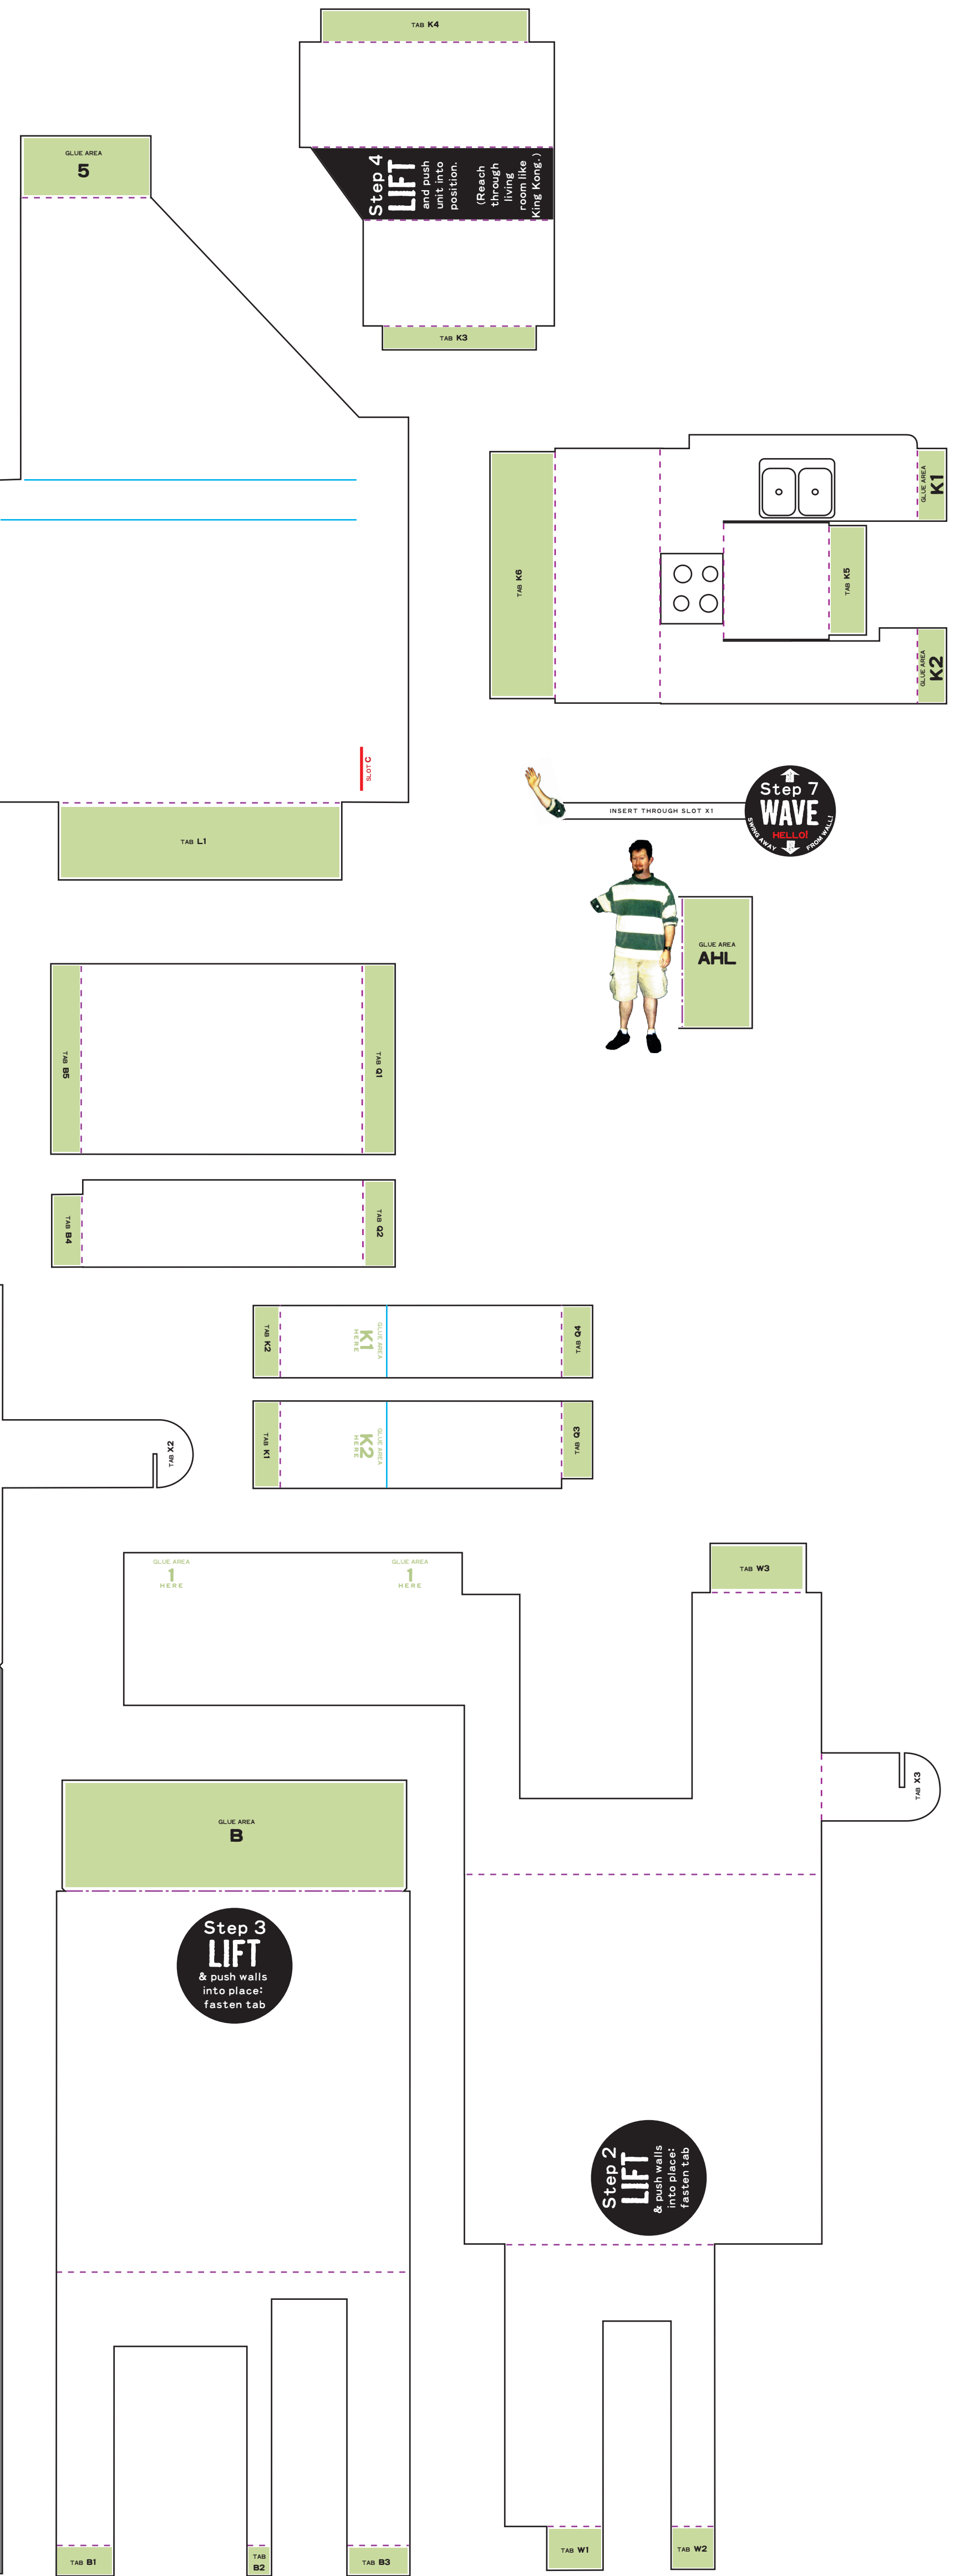 TAB K4
GLUE AREA
5
Step 4
LIFT
and push
unit into
position.
(Reach
through
living
room like
King Kong.)
TAB K3
GLUE AREA
K1
TAB K6
TAB K5
GLUE AREA
K2
SLOT C
TAB L1
INSERT THROUGH SLOT X1
Step 7
WAVE
HELLO!
SWING AWAY FROM WALL!
GLUE AREA
AHL
TAB B5
TAB Q1
TAB B4
TAB Q2
TAB K2
GLUE AREA
K1
HERE
TAB Q4
TAB K1
GLUE AREA
K2
HERE
TAB Q3
TAB X2
GLUE AREA
1
HERE
GLUE AREA
1
HERE
TAB W3
TAB X3
GLUE AREA
B
Step 3
LIFT
& push walls
into place:
fasten tab
Step 2
LIFT
& push walls
into place:
fasten tab
TAB B1
TAB
B2
TAB B3
TAB W1
TAB W2